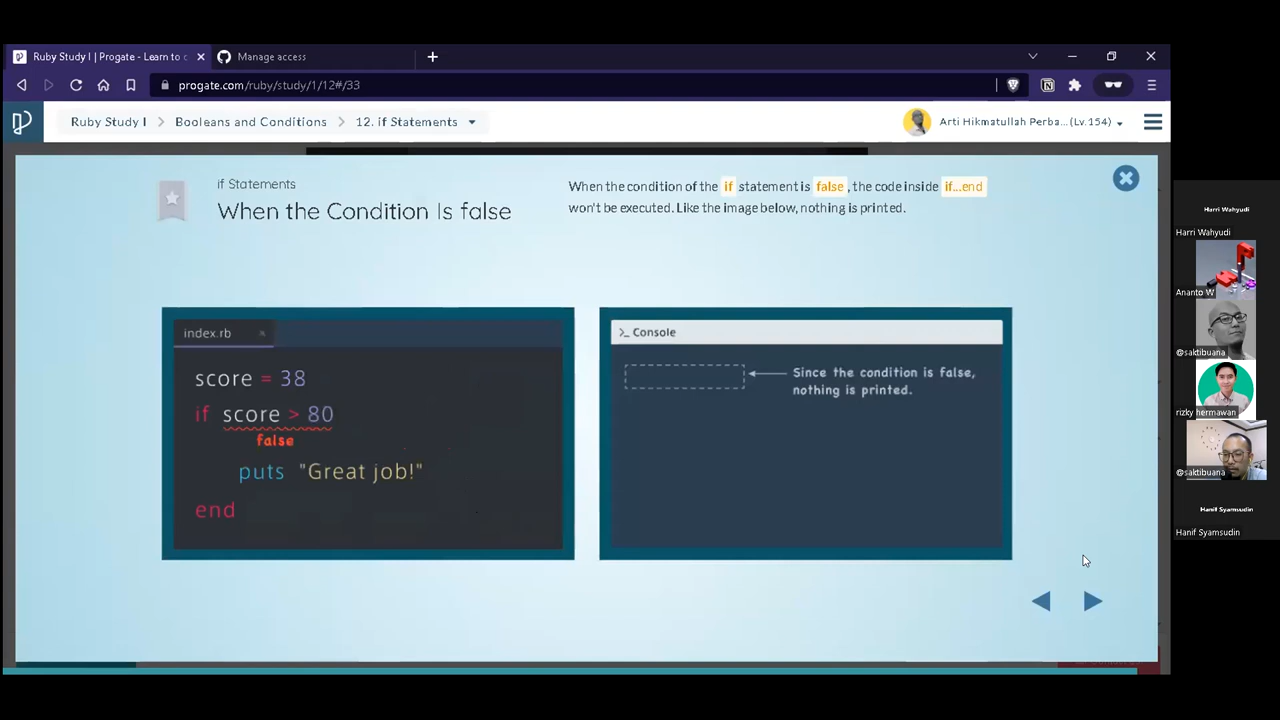 Ruby Study I | Progate - Learn to c
Manage access
progate.com/ruby/study/1/12#/33
Ruby Study I
Booleans and Conditions
12. if Statements
Arti Hikmatullah Perba...(Lv.154)
if Statements
When the Condition Is false
When the condition of the if statement is false , the code inside if...end
won't be executed. Like the image below, nothing is printed.
index.rb
score = 38
if score > 80
false
puts "Great job!"
end
>_ Console
Since the condition is false,
nothing is printed.
Harri Wahyudi
Harri Wahyudi
Ananto W
@saktibuana
rizky hermawan
@saktibuana
Hanif Syamsudin
Hanif Syamsudin